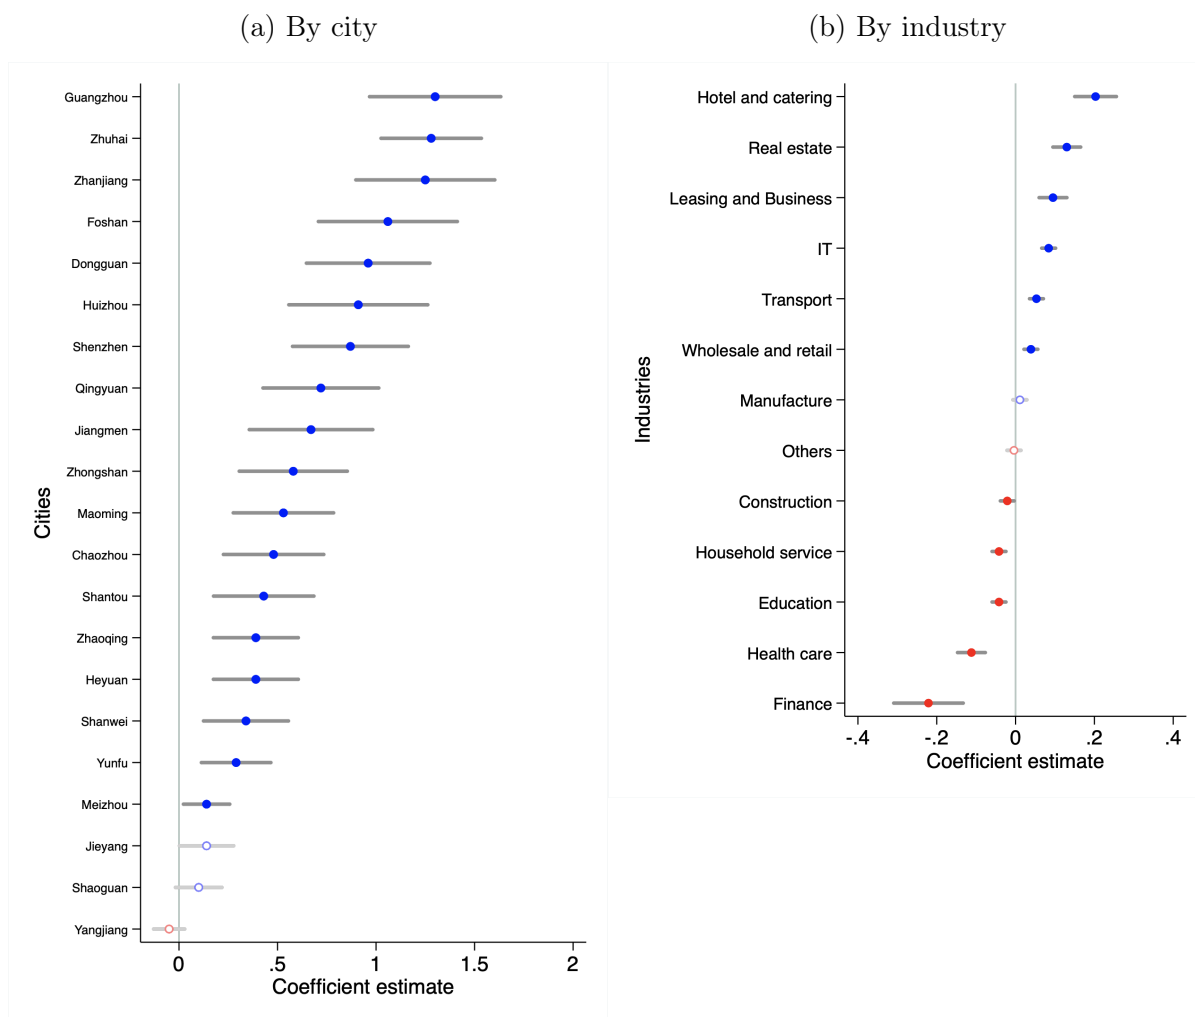 (a) By city
Cities
Guangzhou
Zhuhai
Zhanjiang
Foshan
Dongguan
Huizhou
Shenzhen
Qingyuan
Jiangmen
Zhongshan
Maoming
Chaozhou
Shantou
Zhaoqing
Heyuan
Shanwei
Yunfu
Meizhou
Jieyang
Shaoguan
Yangjiang
0 .5 1 1.5 2
Coefficient estimate
(b) By industry
Industries
Hotel and catering
Real estate
Leasing and Business
IT
Transport
Wholesale and retail
Manufacture
Others
Construction
Household service
Education
Health care
Finance
-.4 -.2 0 .2 .4
Coefficient estimate